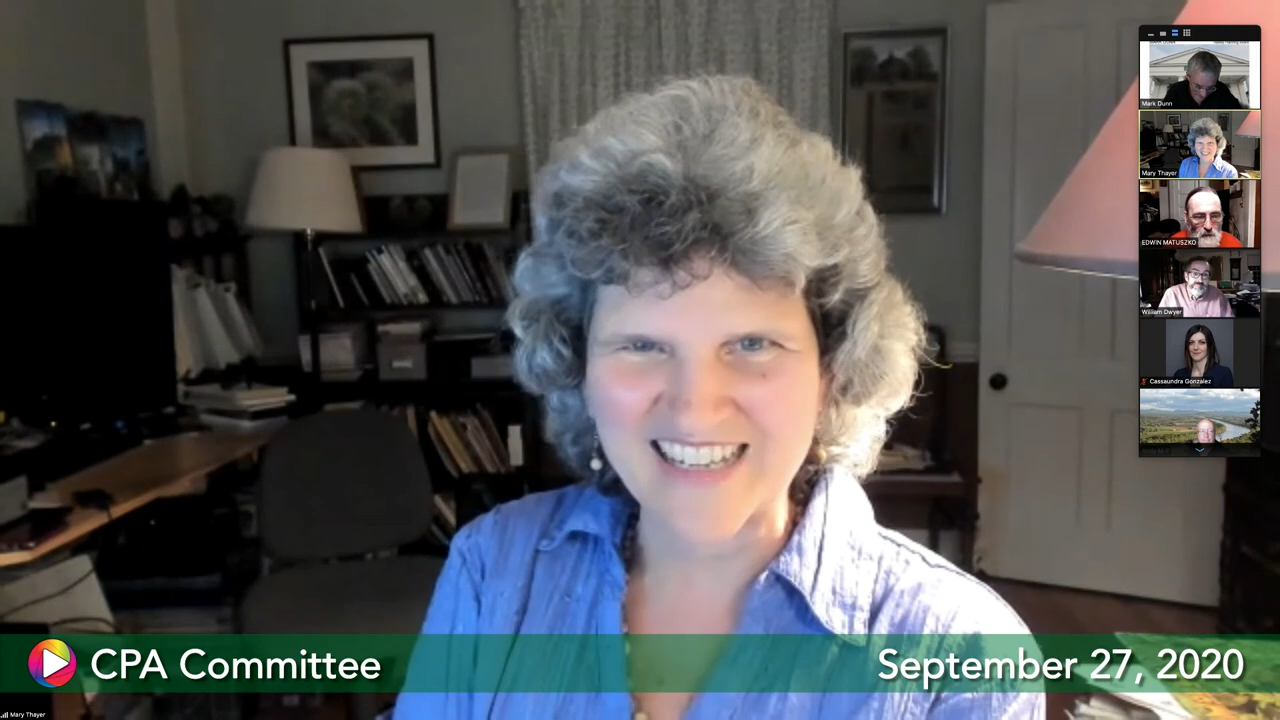 Mark Dunn
Mary Thayer
EDWIN MATUSZKO
William Dwyer
Cassaundra Gonzalez
CPA Committee
September 27, 2020
Mary Thayer